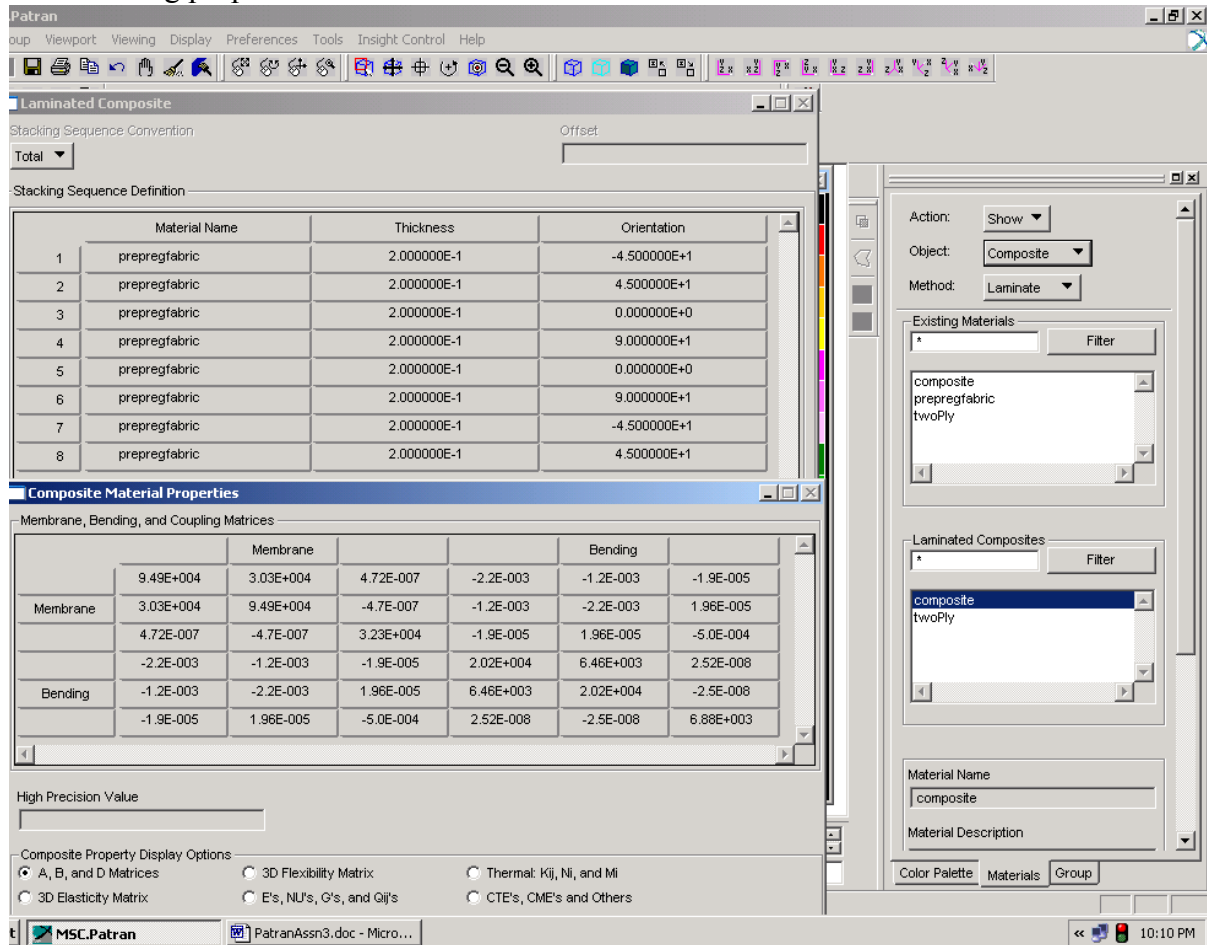 .Patran
oup Viewport Viewing Display Preferences Tools Insight Control Help
Laminated Composite
Stacking Sequence Convention Offset
Total
Stacking Sequence Definition
Material Name Thickness Orientation
1 prepregfabric 2.000000E-1 -4.500000E+1
2 prepregfabric 2.000000E-1 4.500000E+1
3 prepregfabric 2.000000E-1 0.000000E+0
4 prepregfabric 2.000000E-1 9.000000E+1
5 prepregfabric 2.000000E-1 0.000000E+0
6 prepregfabric 2.000000E-1 9.000000E+1
7 prepregfabric 2.000000E-1 -4.500000E+1
8 prepregfabric 2.000000E-1 4.500000E+1
Composite Material Properties
Membrane, Bending, and Coupling Matrices
Membrane Bending
9.49E+004 3.03E+004 4.72E-007 -2.2E-003 -1.2E-003 -1.9E-005
Membrane 3.03E+004 9.49E+004 -4.7E-007 -1.2E-003 -2.2E-003 1.96E-005
4.72E-007 -4.7E-007 3.23E+004 -1.9E-005 1.96E-005 -5.0E-004
-2.2E-003 -1.2E-003 -1.9E-005 2.02E+004 6.46E+003 2.52E-008
Bending -1.2E-003 -2.2E-003 1.96E-005 6.46E+003 2.02E+004 -2.5E-008
-1.9E-005 1.96E-005 -5.0E-004 2.52E-008 -2.5E-008 6.88E+003
High Precision Value
Composite Property Display Options
A, B, and D Matrices 3D Flexibility Matrix Thermal: Kij, Ni, and Mi
3D Elasticity Matrix E's, NU's, G's, and Qij's CTE's, CME's and Others
Action: Show
Object: Composite
Method: Laminate
Existing Materials
* Filter
composite
prepregfabric
twoPly
Laminated Composites
* Filter
composite
twoPly
Material Name
composite
Material Description
Color Palette Materials Group
t MSC.Patran PatranAssn3.doc - Micro... « 10:10 PM